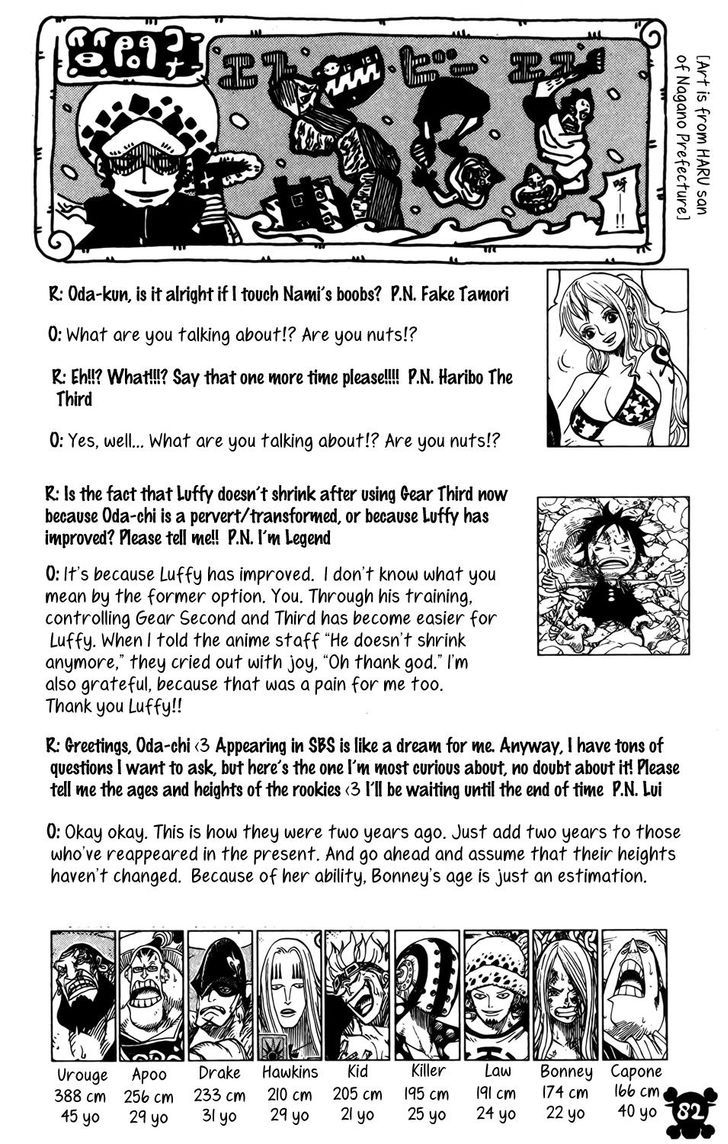 コーナー
エスビーエス
[Art is from HARU san
of Nagano Prefecture]
R: Oda-kun, is it alright if I touch Nami's boobs? P.N. Fake Tamori
O: What are you talking about!? Are you nuts!?
R: Eh!!? What!!!? Say that one more time please!!!! P.N. Haribo The
Third
O: Yes, well... What are you talking about!? Are you nuts!?
R: Is the fact that Luffy doesn't shrink after using Gear Third now
because Oda-chi is a pervert/transformed, or because Luffy has
improved? Please tell me!! P.N. I'm Legend
O: It's because Luffy has improved. I don't know what you
mean by the former option. You. Through his training,
controlling Gear Second and Third has become easier for
Luffy. When I told the anime staff "He doesn't shrink
anymore," they cried out with joy, "Oh thank god." I'm
also grateful, because that was a pain for me too.
Thank you Luffy!!
R: Greetings, Oda-chi <3 Appearing in SBS is like a dream for me. Anyway, I have tons of
questions I want to ask, but here's the one I'm most curious about, no doubt about it! Please
tell me the ages and heights of the rookies <3 I'll be waiting until the end of time P.N. Lui
O: Okay okay. This is how they were two years ago. Just add two years to those
who've reappeared in the present. And go ahead and assume that their heights
haven't changed. Because of her ability, Bonney's age is just an estimation.
Urouge Apoo Drake Hawkins Kid Killer Law Bonney Capone
388 cm 256 cm 233 cm 210 cm 205 cm 195 cm 191 cm 174 cm 166 cm
45 yo 29 yo 31 yo 29 yo 21 yo 25 yo 24 yo 22 yo 40 yo
82